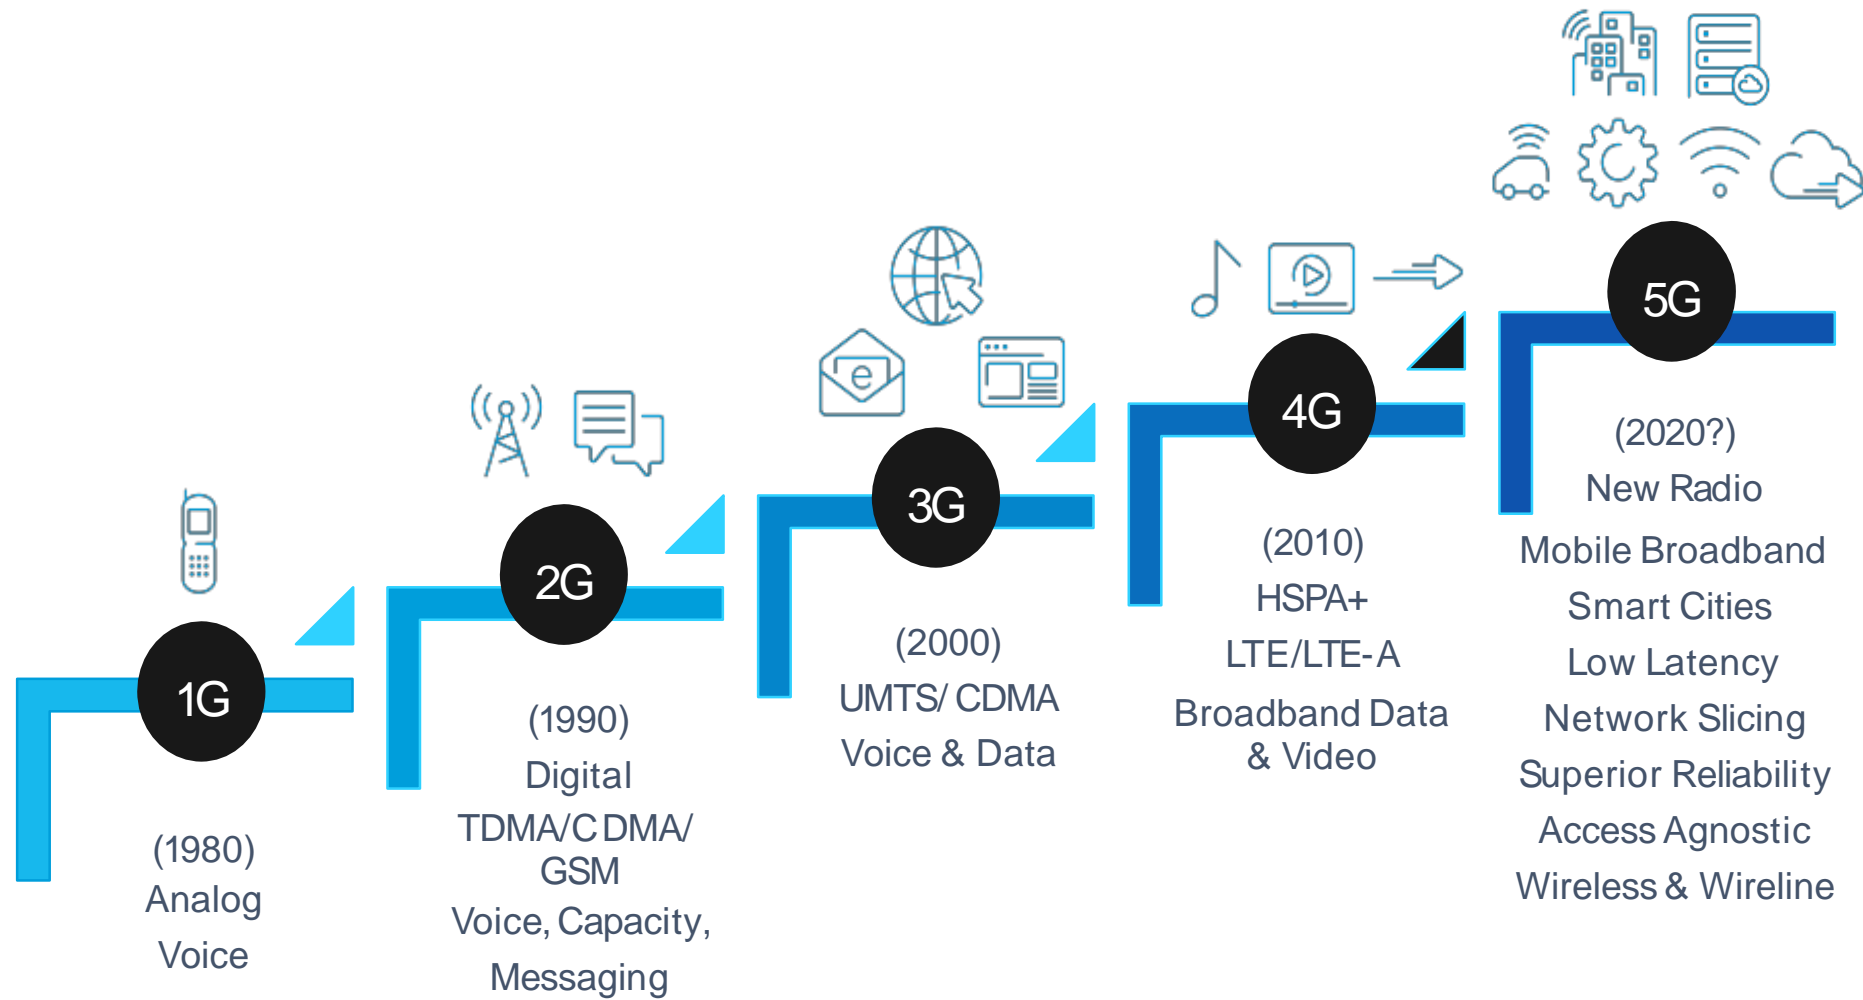 1G
(1980)
Analog
Voice
2G
(1990)
Digital
TDMA/CDMA/
GSM
Voice, Capacity,
Messaging
e
3G
(2000)
UMTS/ CDMA
Voice & Data
4G
(2010)
HSPA+
LTE/LTE-A
Broadband Data
& Video
5G
(2020?)
New Radio
Mobile Broadband
Smart Cities
Low Latency
Network Slicing
Superior Reliability
Access Agnostic
Wireless & Wireline